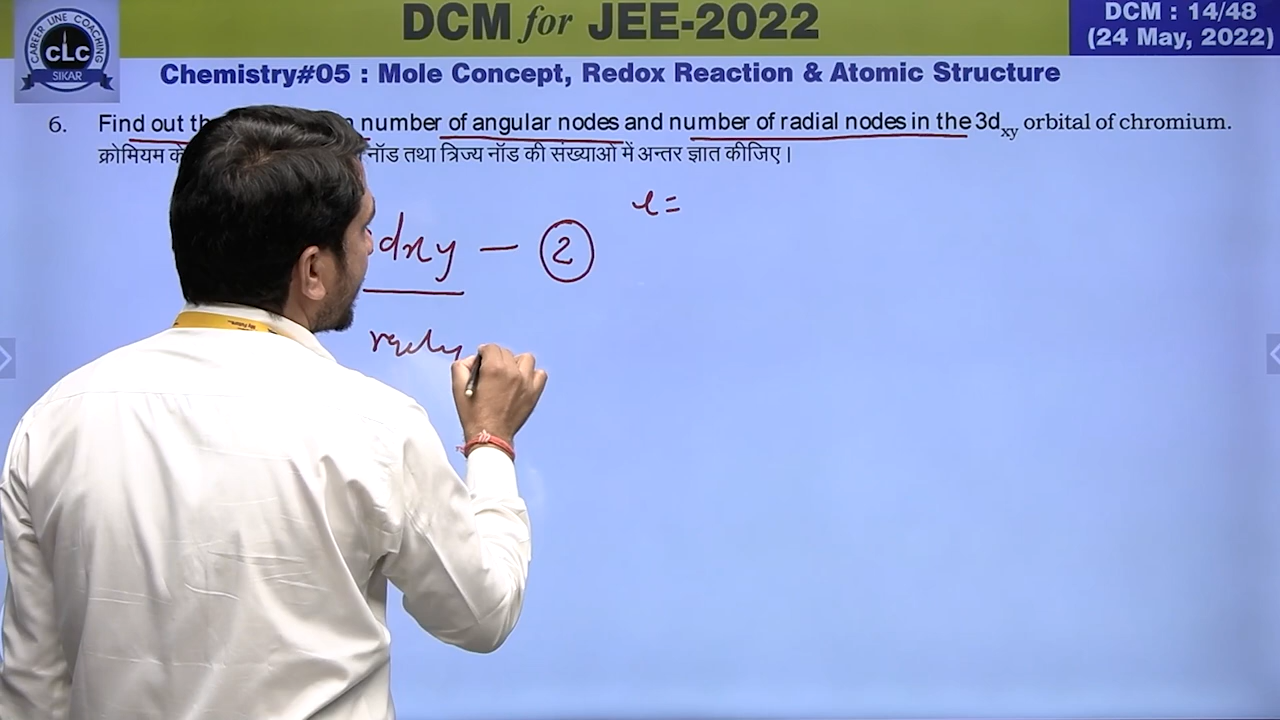 DCM for JEE-2022
DCM : 14/48
(24 May, 2022)
CAREER LINE COACHING
CLC
SIKAR
Chemistry#05 : Mole Concept, Redox Reaction & Atomic Structure
6. Find out number of angular nodes and number of radial nodes in the 3dxy orbital of chromium.
क्रोमियम के नॉड तथा त्रिज्य नॉड की संख्याओं में अन्तर ज्ञात कीजिए।
l =
dxy — 2